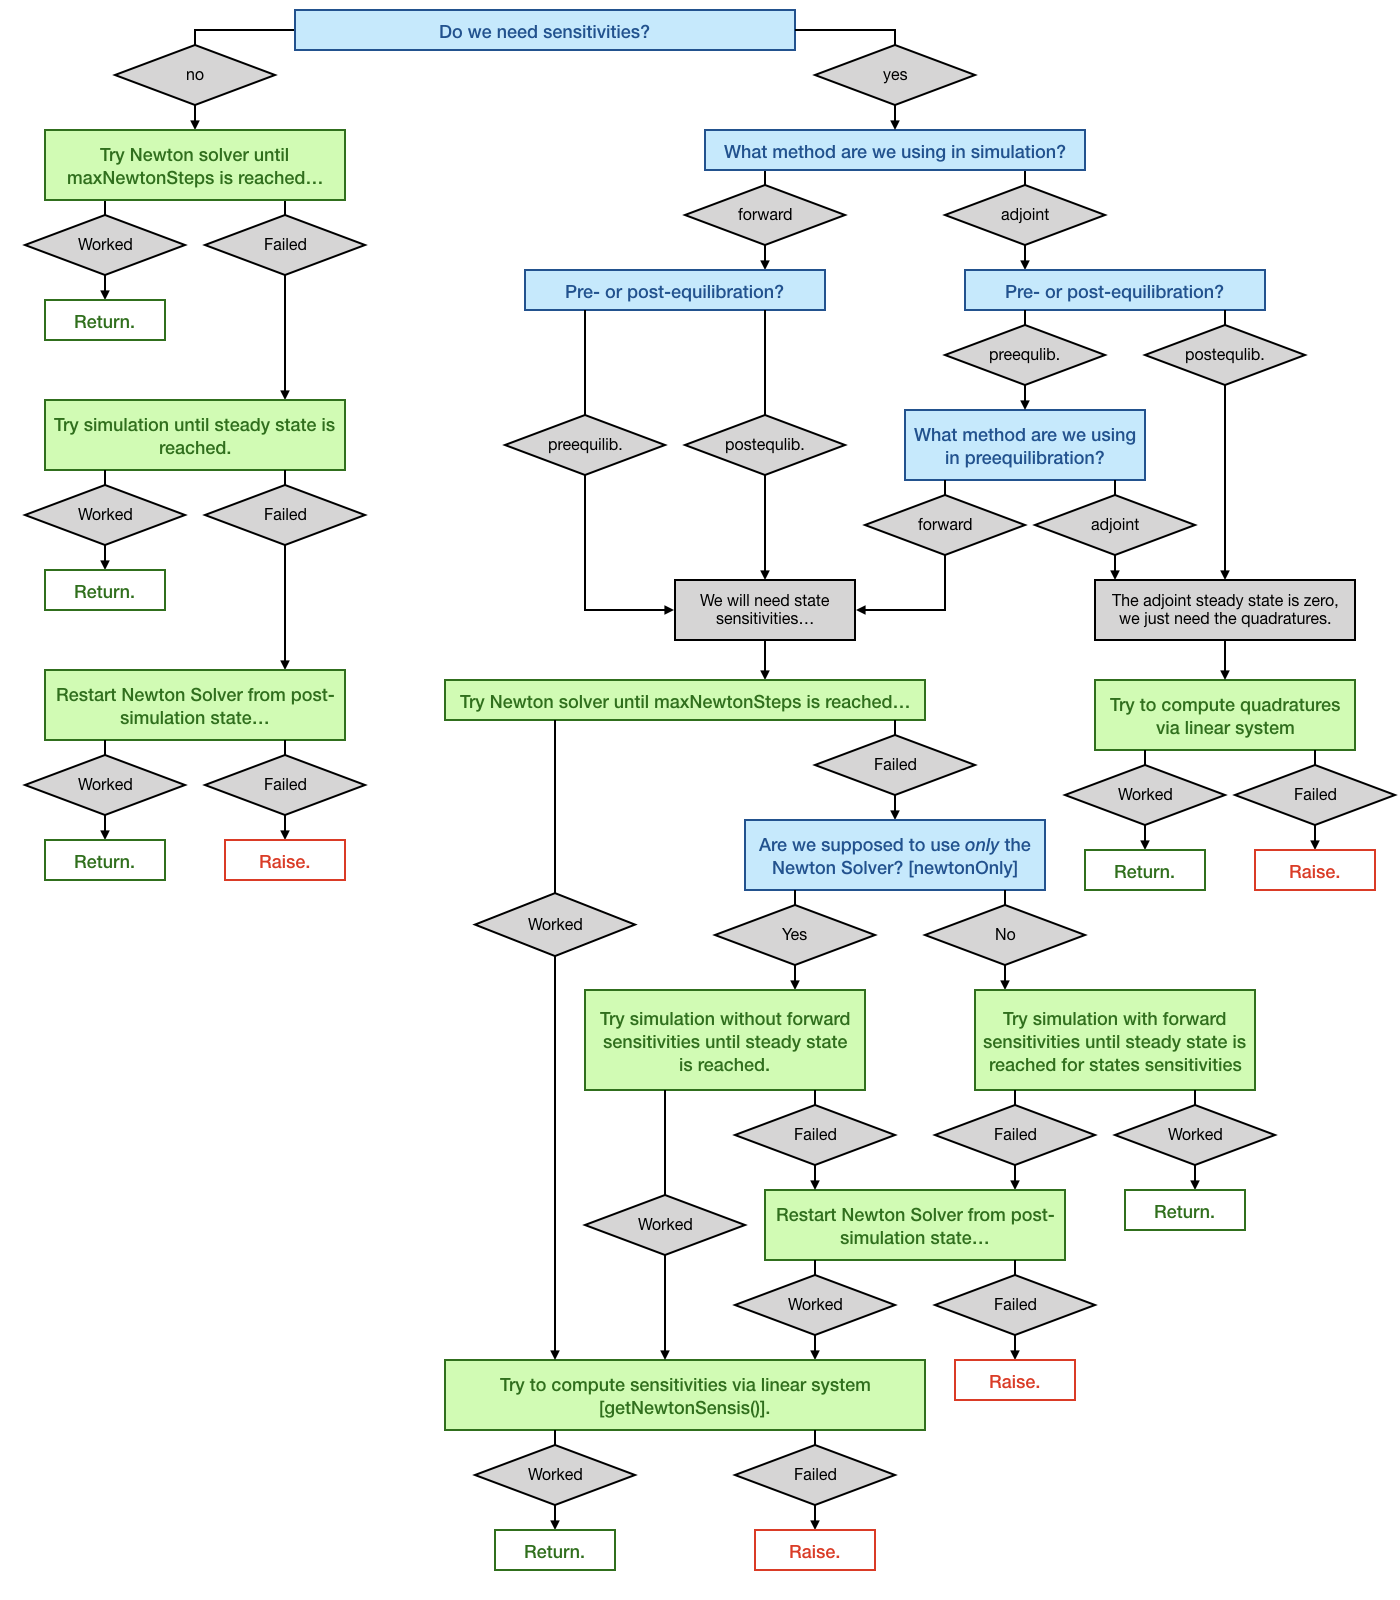 Do we need sensitivities?
no
yes
Try Newton solver until
maxNewtonSteps is reached…
What method are we using in simulation?
Worked
Failed
forward
adjoint
Return.
Pre- or post-equilibration?
Pre- or post-equilibration?
preequlib.
postequlib.
Try simulation until steady state is
reached.
preequilib.
postequlib.
What method are we using
in preequilibration?
Worked
Failed
forward
adjoint
Return.
We will need state
sensitivities…
The adjoint steady state is zero,
we just need the quadratures.
Restart Newton Solver from post-
simulation state…
Try Newton solver until maxNewtonSteps is reached…
Try to compute quadratures
via linear system
Worked
Failed
Failed
Worked
Failed
Return.
Raise.
Are we supposed to use only the
Newton Solver? [newtonOnly]
Return.
Raise.
Worked
Yes
No
Try simulation without forward
sensitivities until steady state
is reached.
Try simulation with forward
sensitivities until steady state is
reached for states sensitivities
Failed
Failed
Worked
Worked
Restart Newton Solver from post-
simulation state…
Return.
Worked
Failed
Try to compute sensitivities via linear system
[getNewtonSensis()].
Raise.
Worked
Failed
Return.
Raise.